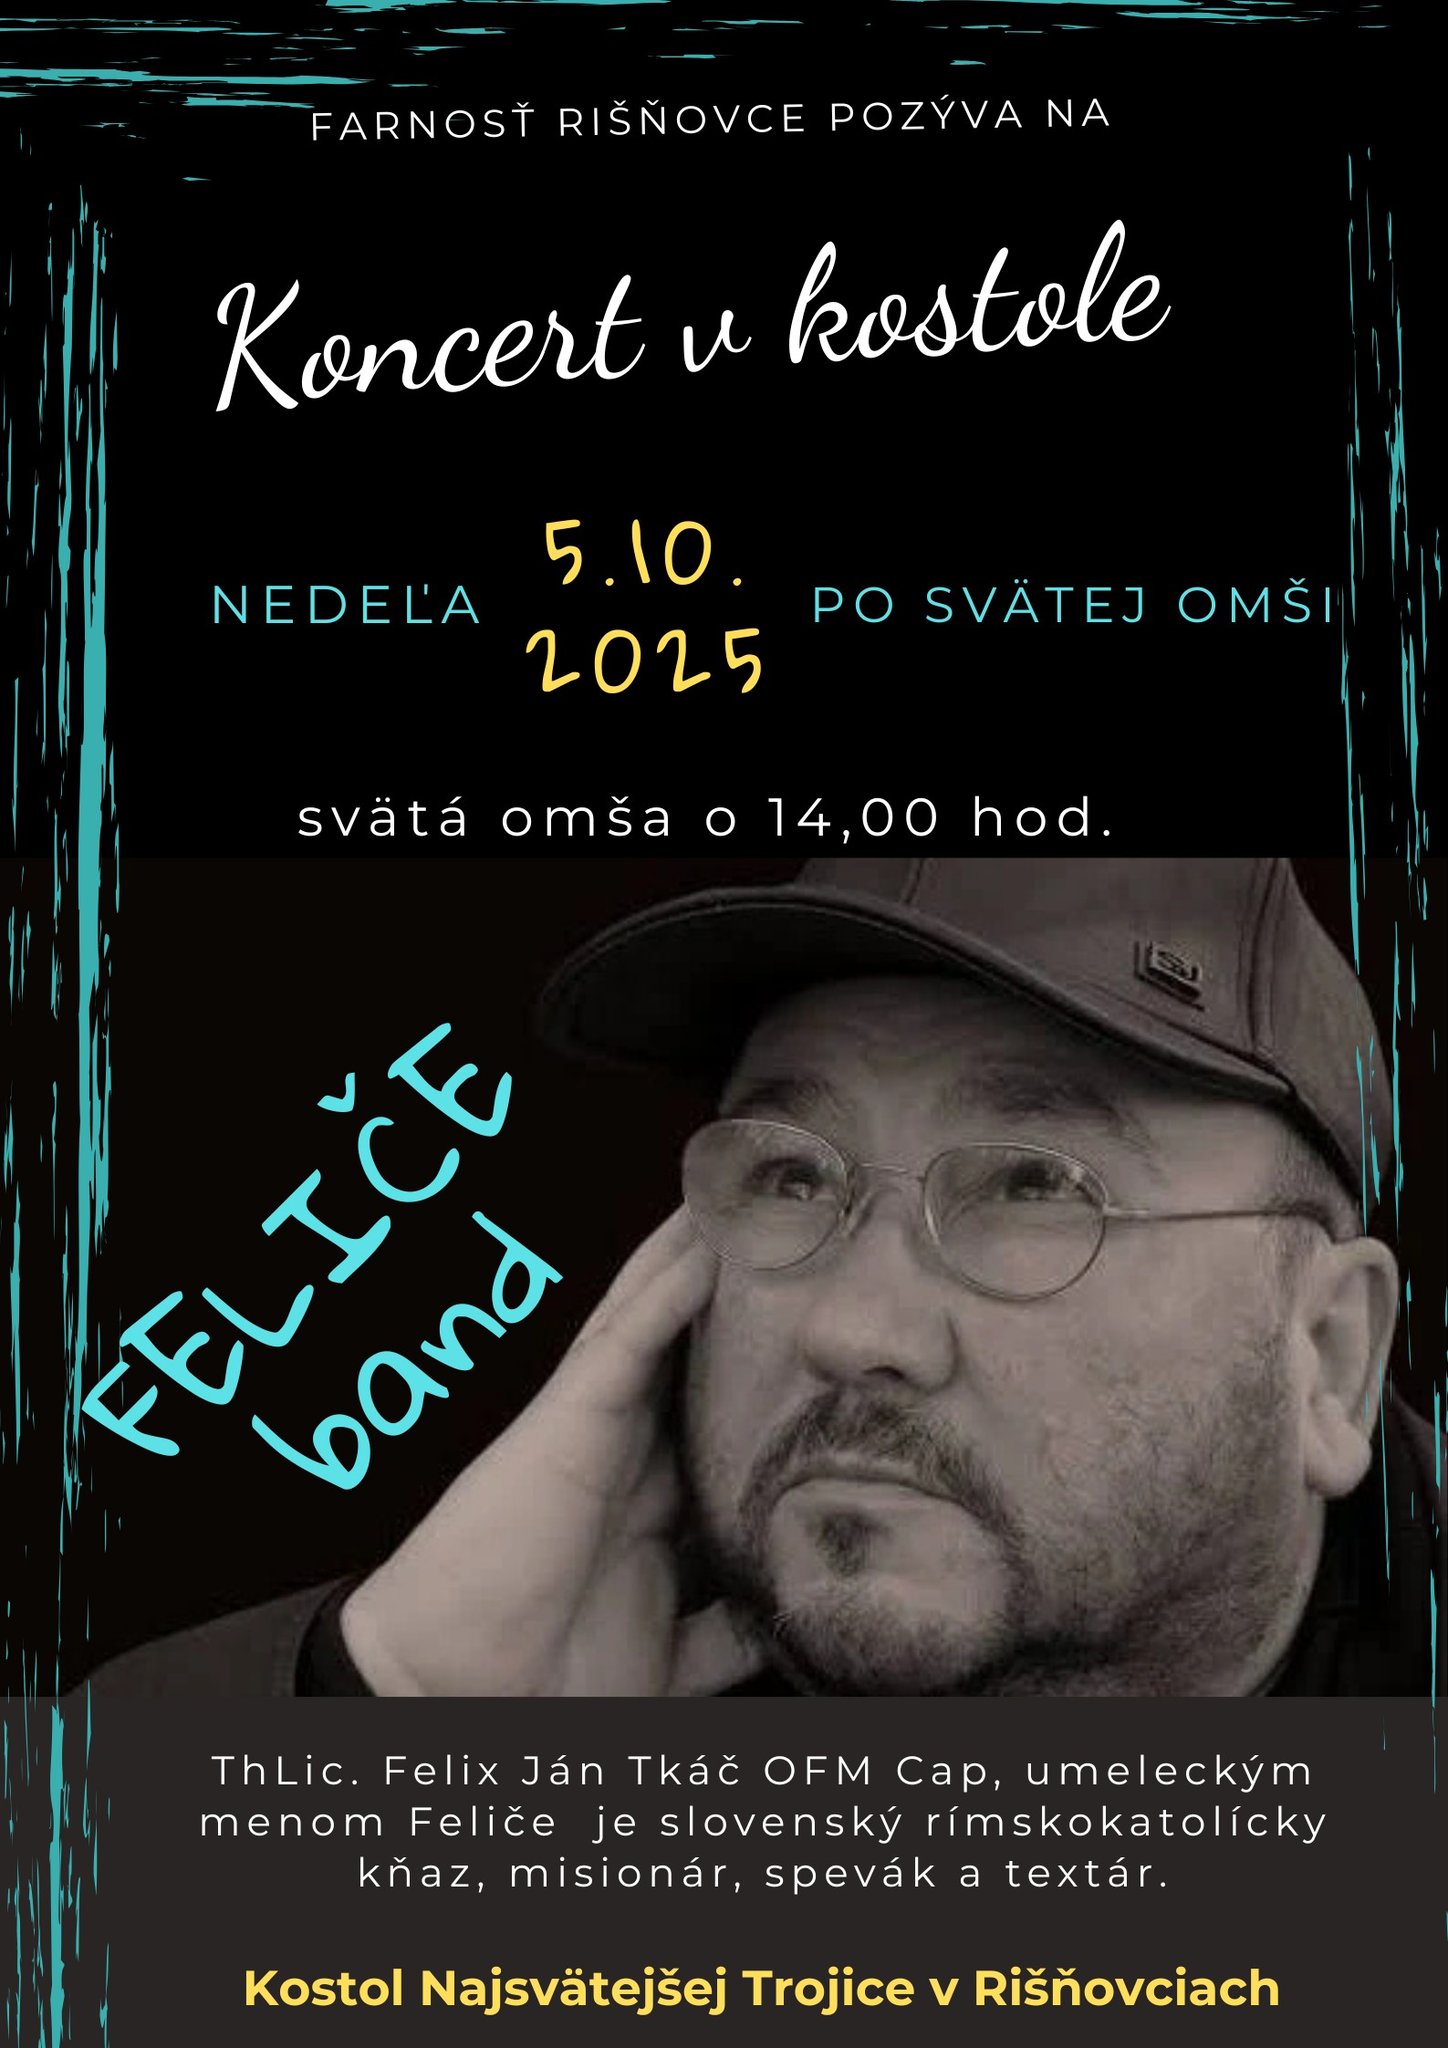 FARNOSŤ RIŠŇOVCE POZÝVA NA
Koncert v kostole
NEDEĽA
5.10.
2025
PO SVÄTEJ OMŠI
svätá omša o 14,00 hod.
FELIČE
band
ThLic. Felix Ján Tkáč OFM Cap, umeleckým
menom Feliče je slovenský rímskokatolícky
kňaz, misionár, spevák a textár.
Kostol Najsvätejšej Trojice v Rišňovciach